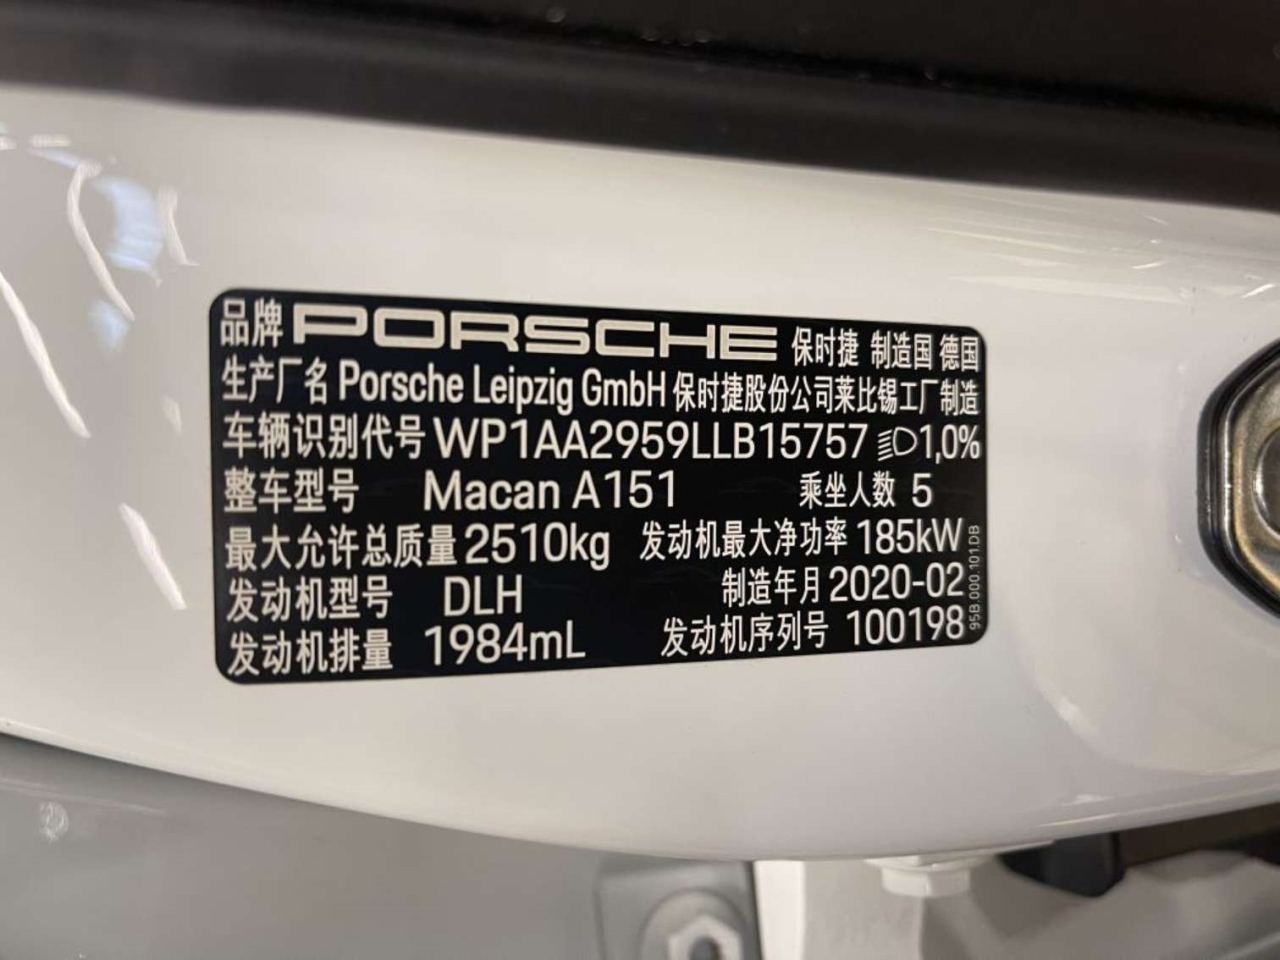 品牌 PORSCHE 保时捷 制造国 德国
生产厂名 Porsche Leipzig GmbH 保时捷股份公司莱比锡工厂制造
车辆识别代号 WP1AA2959LLB15757 1,0%
整车型号 Macan A151 乘坐人数 5
最大允许总质量 2510kg 发动机最大净功率 185kW
发动机型号 DLH 制造年月 2020-02
发动机排量 1984mL 发动机序列号 100198
95B.000.101.DB